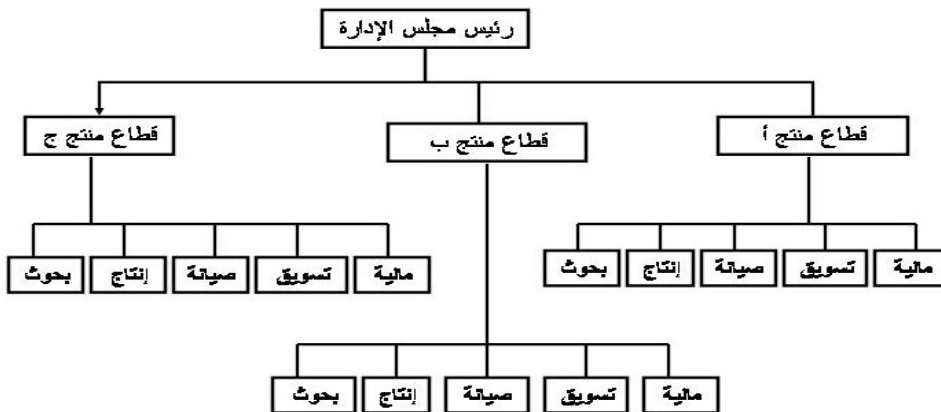 رئيس مجلس الإدارة
قطاع منتج أ
قطاع منتج ب
قطاع منتج ج
مالية
تسويق
صيانة
إنتاج
بحوث
مالية
تسويق
صيانة
إنتاج
بحوث
مالية
تسويق
صيانة
إنتاج
بحوث